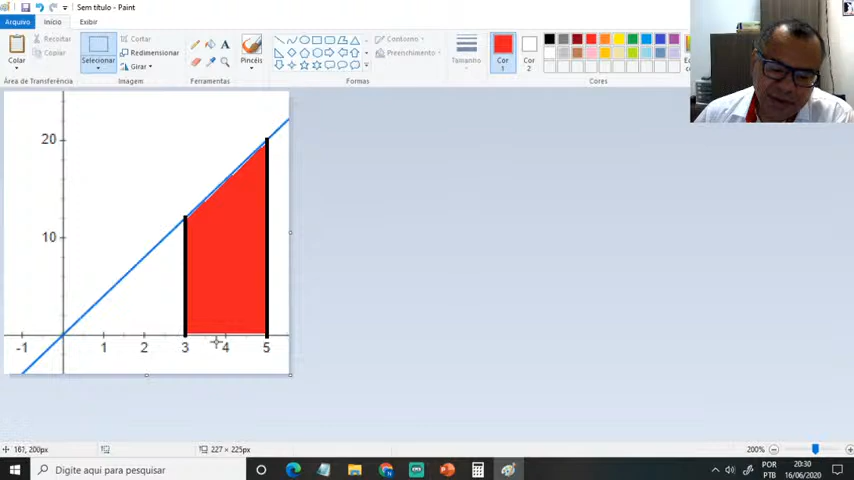 Sem título - Paint
Arquivo Início Exibir
Colar
Recortar
Copiar
Área de Transferência
Selecionar
Cortar
Redimensionar
Girar
Imagem
A
Ferramentas
Pincéis
Contorno
Preenchimento
Formas
Tamanho
Cor
1
Cor
2
Cores
20
10
-1 1 2 3 4 5
161, 200px
227 × 225px
200%
Digite aqui para pesquisar
POR
PTB
20:30
16/06/2020